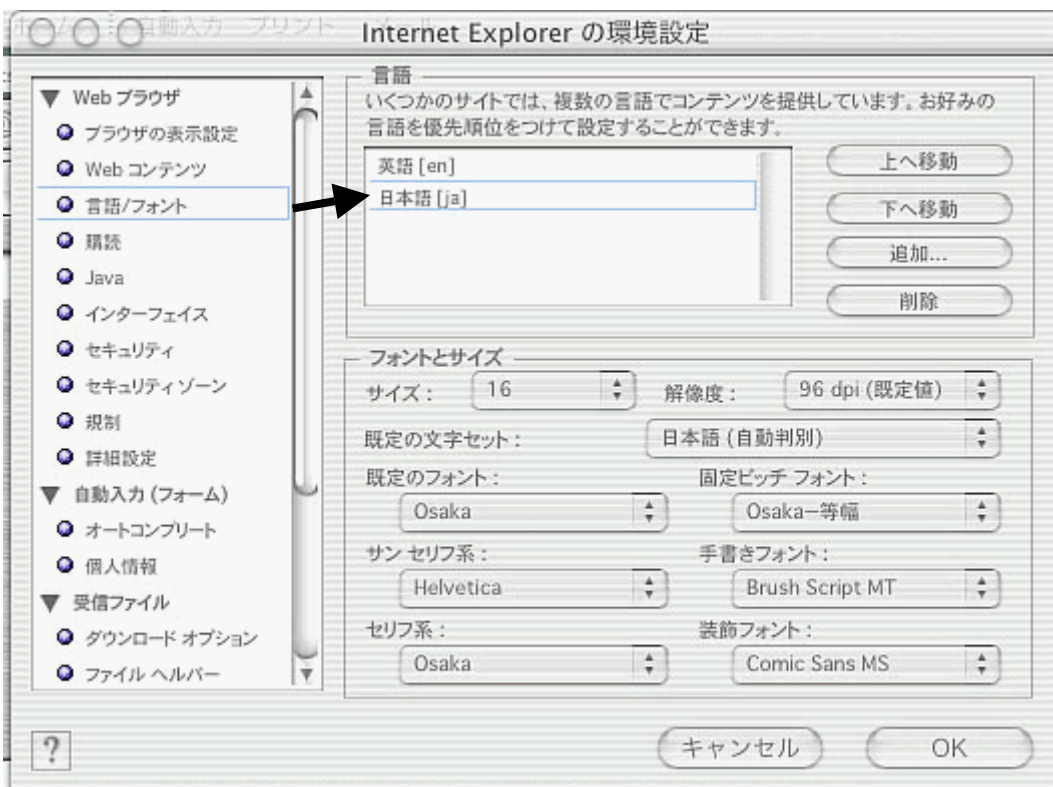 自動入力 プリント メール
Internet Explorer の環境設定
▼ Web ブラウザ
ブラウザの表示設定
Web コンテンツ
言語/フォント
購読
Java
インターフェイス
セキュリティ
セキュリティ ゾーン
規制
詳細設定
▼ 自動入力 (フォーム)
オートコンプリート
個人情報
▼ 受信ファイル
ダウンロード オプション
ファイル ヘルパー
言語
いくつかのサイトでは、複数の言語でコンテンツを提供しています。お好みの
言語を優先順位をつけて設定することができます。
英語 [en]
日本語 [ja]
上へ移動
下へ移動
追加...
削除
フォントとサイズ
サイズ : 16 解像度 : 96 dpi (既定値)
既定の文字セット : 日本語 (自動判別)
既定のフォント : 固定ピッチ フォント :
Osaka Osaka−等幅
サン セリフ系 : 手書きフォント :
Helvetica Brush Script MT
セリフ系 : 装飾フォント :
Osaka Comic Sans MS
? キャンセル OK